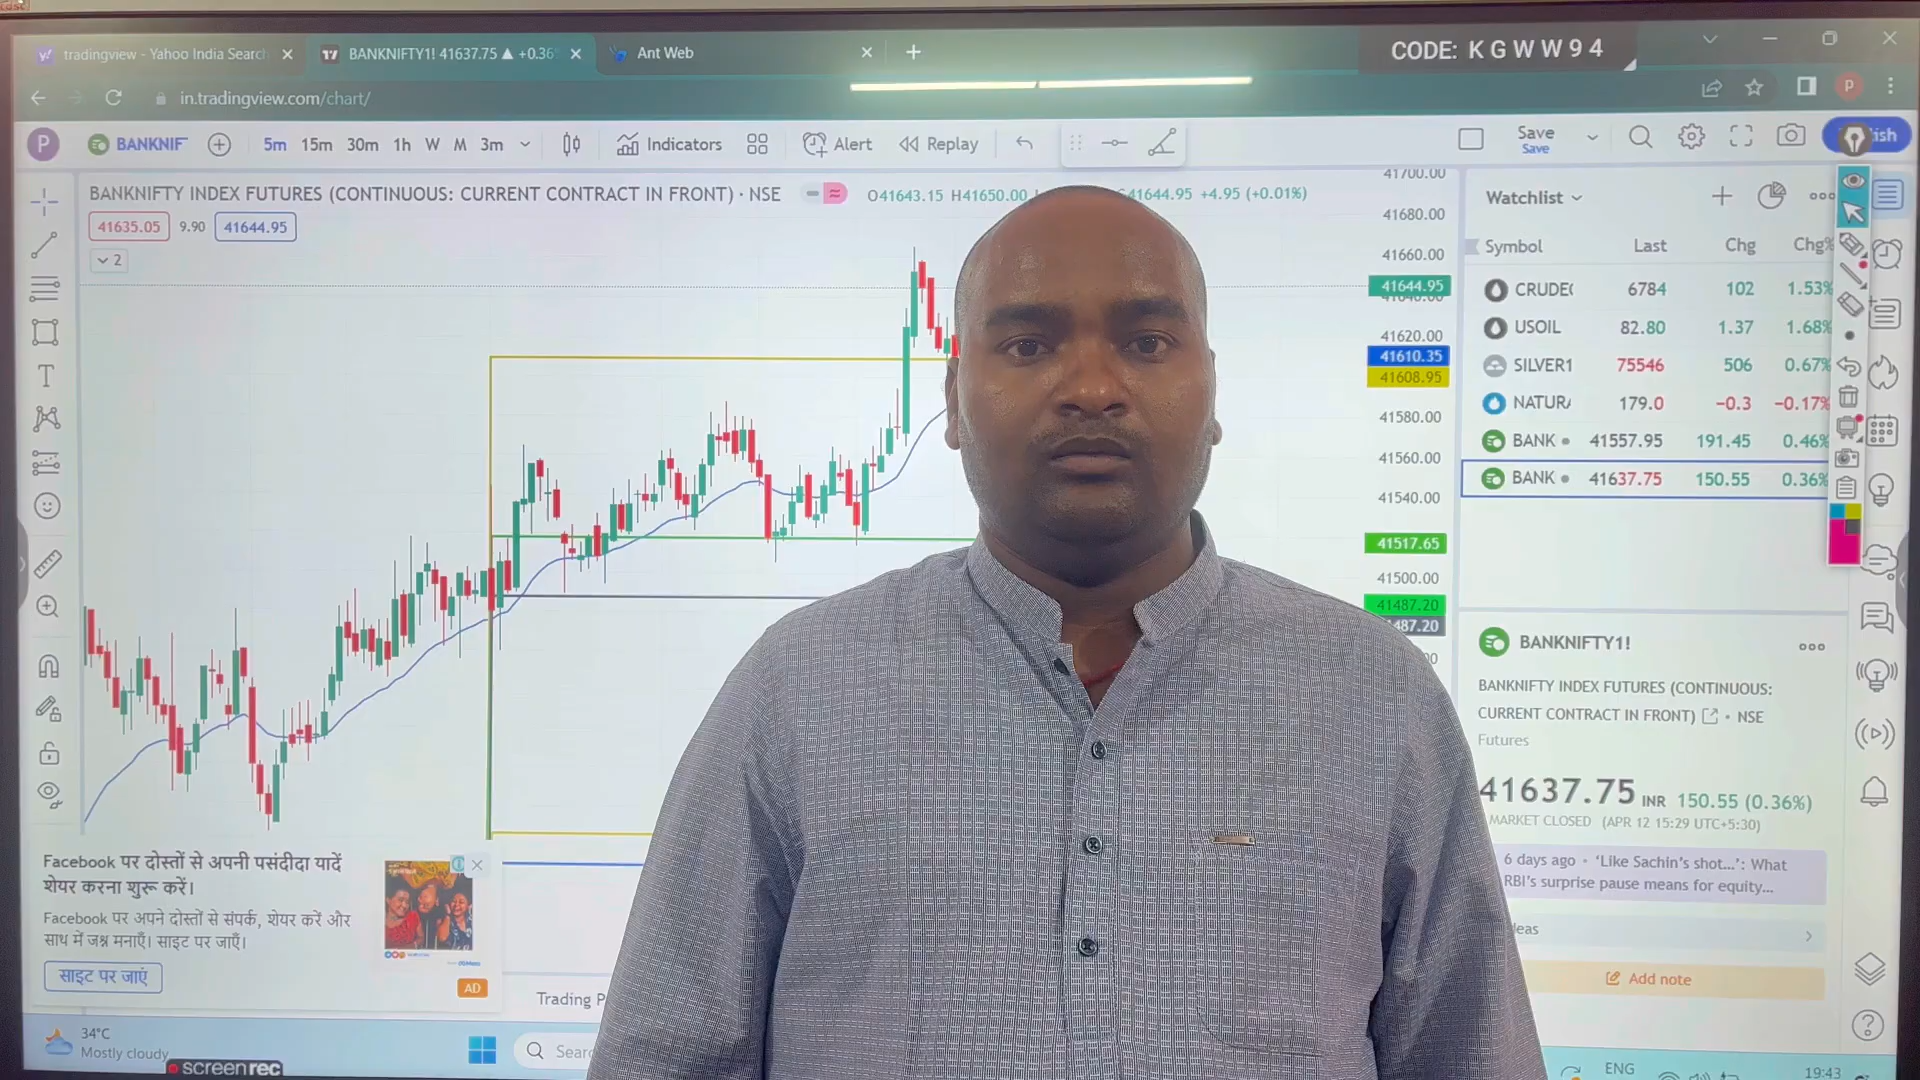 tradingview - Yahoo India Search
BANKNIFTY1! 41637.75 ▲ +0.36
Ant Web
CODE: K G W W 9 4
in.tradingview.com/chart/
P
P
BANKNIF
5m 15m 30m 1h W M 3m
Indicators
Alert
Replay
Save
Save
BANKNIFTY INDEX FUTURES (CONTINUOUS: CURRENT CONTRACT IN FRONT) · NSE
O41643.15 H41650.00
41644.95 +4.95 (+0.01%)
41635.05 9.90 41644.95
2
41700.00
41680.00
41660.00
41644.95
41620.00
41610.35
41608.95
41580.00
41560.00
41540.00
41517.65
41500.00
41487.20
487.20
Watchlist
Symbol Last Chg Chg%
6784 102 1.53%
USOIL 82.80 1.37 1.68%
SILVER1 75546 506 0.67%
179.0 −0.3 −0.17%
BANK 41557.95 191.45 0.46%
BANK 41637.75 150.55 0.36%
BANKNIFTY1!
BANKNIFTY INDEX FUTURES (CONTINUOUS:
CURRENT CONTRACT IN FRONT) · NSE
Futures
41637.75 INR 150.55 (0.36%)
MARKET CLOSED (APR 12 15:29 UTC+5:30)
6 days ago • 'Like Sachin's shot...': What
RBI's surprise pause means for equity...
Add note
Facebook पर दोस्तों से अपनी पसंदीदा यादें
शेयर करना शुरू करें।
Facebook पर अपने दोस्तों से संपर्क, शेयर करें और
साथ में जश्न मनाएँ। साइट पर जाएँ।
साइट पर जाएं
AD
Trading P
34°C
Mostly cloudy
screenrec
Sear
ENG
19:43